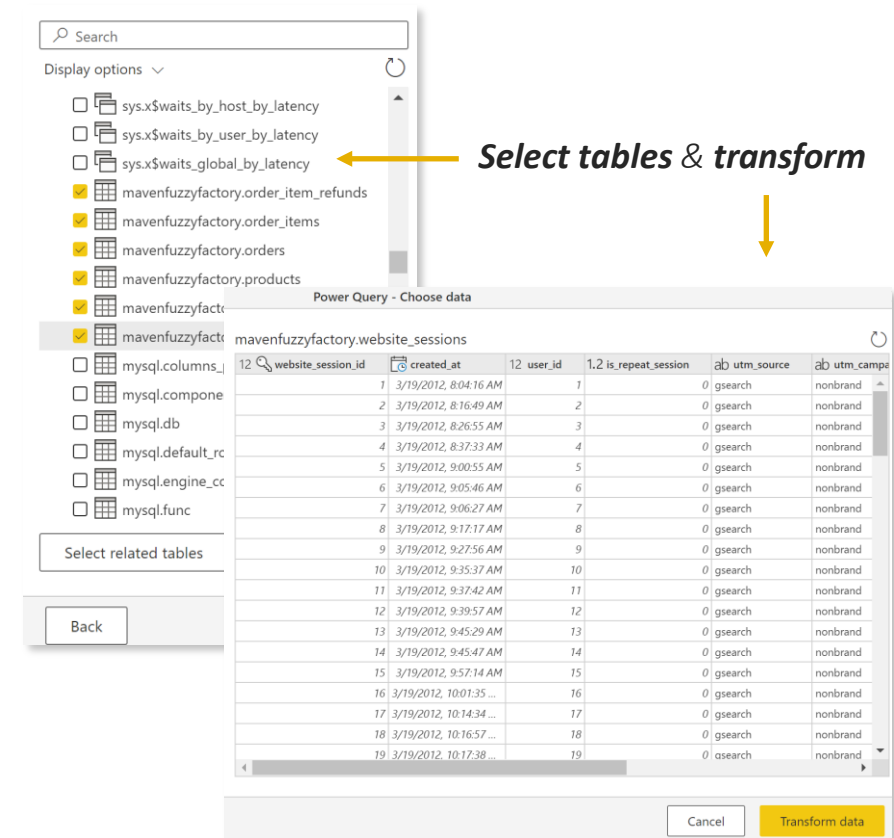 Search
Display options
sys.x$waits_by_host_by_latency
sys.x$waits_by_user_by_latency
sys.x$waits_global_by_latency
mavenfuzzyfactory.order_item_refunds
mavenfuzzyfactory.order_items
mavenfuzzyfactory.orders
mavenfuzzyfactory.products
mavenfuzzyfacto
mavenfuzzyfacto
mysql.columns_
mysql.compone
mysql.db
mysql.default_ro
mysql.engine_co
mysql.func
Select related tables
Back
Select tables & transform
Power Query - Choose data
mavenfuzzyfactory.website_sessions
12 website_session_id created_at 12 user_id 1.2 is_repeat_session ab utm_source ab utm_campa
1 3/19/2012, 8:04:16 AM 1 0 gsearch nonbrand
2 3/19/2012, 8:16:49 AM 2 0 gsearch nonbrand
3 3/19/2012, 8:26:55 AM 3 0 gsearch nonbrand
4 3/19/2012, 8:37:33 AM 4 0 gsearch nonbrand
5 3/19/2012, 9:00:55 AM 5 0 gsearch nonbrand
6 3/19/2012, 9:05:46 AM 6 0 gsearch nonbrand
7 3/19/2012, 9:06:27 AM 7 0 gsearch nonbrand
8 3/19/2012, 9:17:17 AM 8 0 gsearch nonbrand
9 3/19/2012, 9:27:56 AM 9 0 gsearch nonbrand
10 3/19/2012, 9:35:37 AM 10 0 gsearch nonbrand
11 3/19/2012, 9:37:42 AM 11 0 gsearch nonbrand
12 3/19/2012, 9:39:57 AM 12 0 gsearch nonbrand
13 3/19/2012, 9:45:29 AM 13 0 gsearch nonbrand
14 3/19/2012, 9:45:47 AM 14 0 gsearch nonbrand
15 3/19/2012, 9:57:14 AM 15 0 gsearch nonbrand
16 3/19/2012, 10:01:35 ... 16 0 gsearch nonbrand
17 3/19/2012, 10:14:34 ... 17 0 gsearch nonbrand
18 3/19/2012, 10:16:57 ... 18 0 gsearch nonbrand
19 3/19/2012, 10:17:38 ... 19 0 gsearch nonbrand
Cancel
Transform data